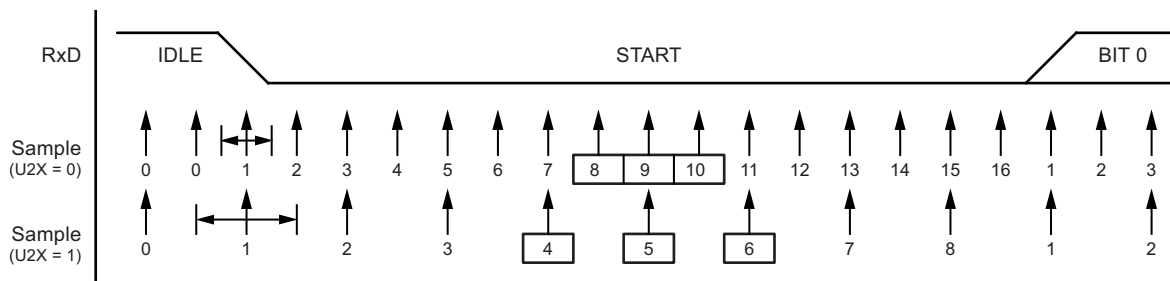 RxD IDLE START BIT 0
Sample
(U2X = 0)
0 0 1 2 3 4 5 6 7 8 9 10 11 12 13 14 15 16 1 2 3
Sample
(U2X = 1)
0 1 2 3 4 5 6 7 8 1 2